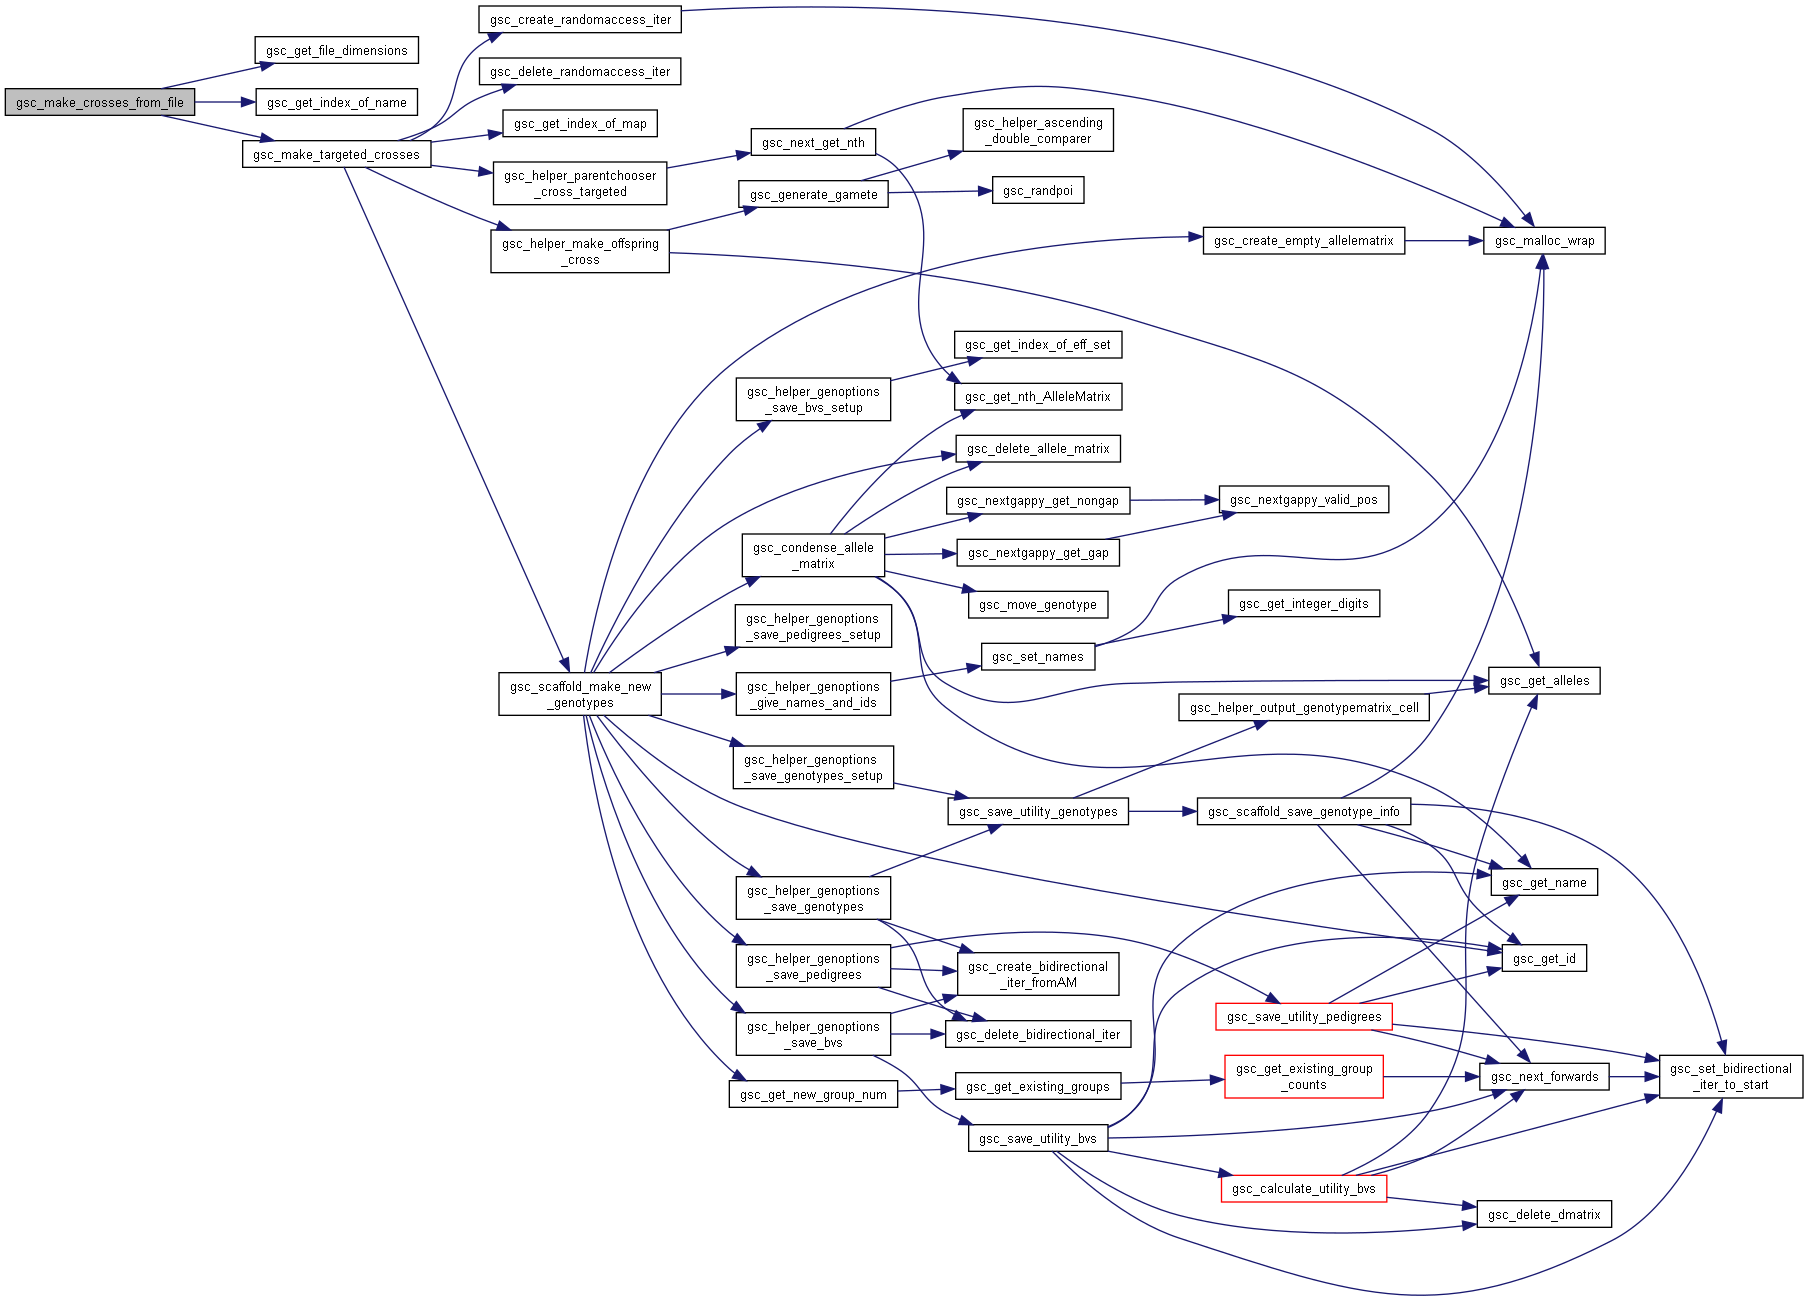 gsc_make_crosses_from_file
gsc_get_file_dimensions
gsc_get_index_of_name
gsc_make_targeted_crosses
gsc_create_randomaccess_iter
gsc_delete_randomaccess_iter
gsc_get_index_of_map
gsc_helper_parentchooser
_cross_targeted
gsc_helper_make_offspring
_cross
gsc_scaffold_make_new
_genotypes
gsc_next_get_nth
gsc_generate_gamete
gsc_helper_genoptions
_save_bvs_setup
gsc_condense_allele
_matrix
gsc_helper_genoptions
_save_pedigrees_setup
gsc_helper_genoptions
_give_names_and_ids
gsc_helper_genoptions
_save_genotypes_setup
gsc_helper_genoptions
_save_genotypes
gsc_helper_genoptions
_save_pedigrees
gsc_helper_genoptions
_save_bvs
gsc_get_new_group_num
gsc_helper_ascending
_double_comparer
gsc_randpoi
gsc_get_index_of_eff_set
gsc_get_nth_AlleleMatrix
gsc_delete_allele_matrix
gsc_nextgappy_get_nongap
gsc_nextgappy_get_gap
gsc_move_genotype
gsc_set_names
gsc_save_utility_genotypes
gsc_create_bidirectional
_iter_fromAM
gsc_delete_bidirectional_iter
gsc_get_existing_groups
gsc_save_utility_bvs
gsc_create_empty_allelematrix
gsc_nextgappy_valid_pos
gsc_get_integer_digits
gsc_helper_output_genotypematrix_cell
gsc_scaffold_save_genotype_info
gsc_save_utility_pedigrees
gsc_get_existing_group
_counts
gsc_calculate_utility_bvs
gsc_malloc_wrap
gsc_get_alleles
gsc_get_name
gsc_get_id
gsc_next_forwards
gsc_delete_dmatrix
gsc_set_bidirectional
_iter_to_start